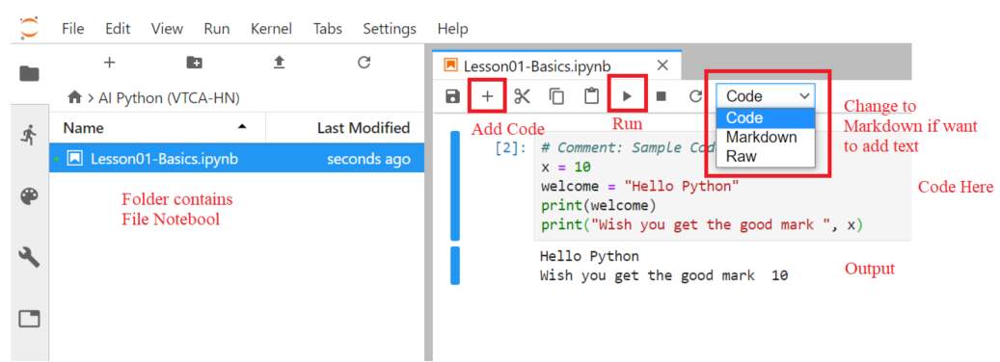 File Edit View Run Kernel Tabs Settings Help
Lesson01-Basics.ipynb
AI Python (VTCA-HN)
Name Last Modified
Lesson01-Basics.ipynb seconds ago
Folder contains
File Notebool
Add Code
Run
Code
Code
Markdown
Raw
Change to
Markdown if want
to add text
[2]: # Comment: Sample Cod
x = 10
welcome = "Hello Python"
print(welcome)
print("Wish you get the good mark ", x)
Code Here
Hello Python
Wish you get the good mark  10
Output